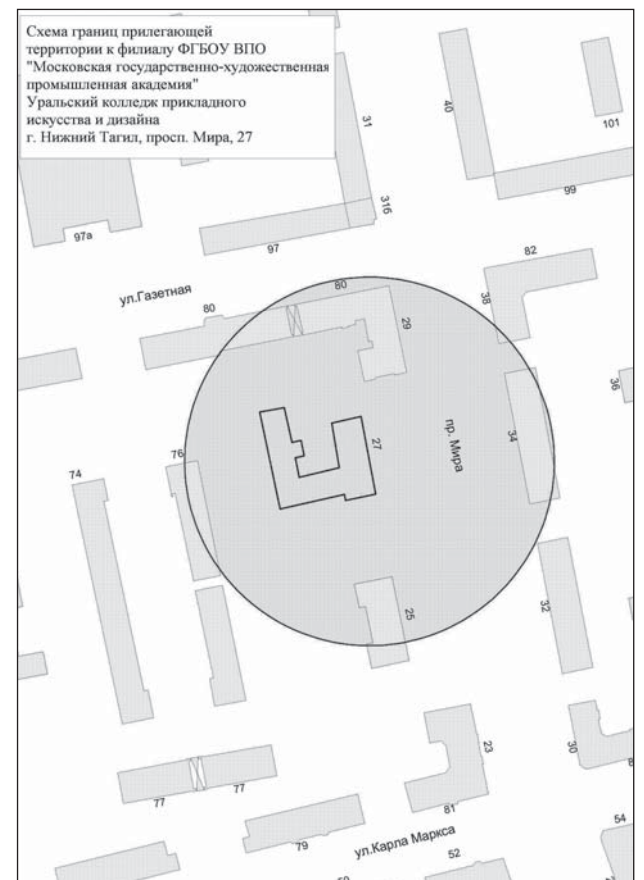 Схема границ прилегающей
территории к филиалу ФГБОУ ВПО
"Московская государственно-художественная
промышленная академия"
Уральский колледж прикладного
искусства и дизайна
г. Нижний Тагил, просп. Мира, 27
31
40
101
99
31б
97а
97
82
ул.Газетная
80
80
38
29
36
пр. Мира
34
27
76
74
25
32
23
30
77
77
81
79
ул.Карла Маркса
54
52